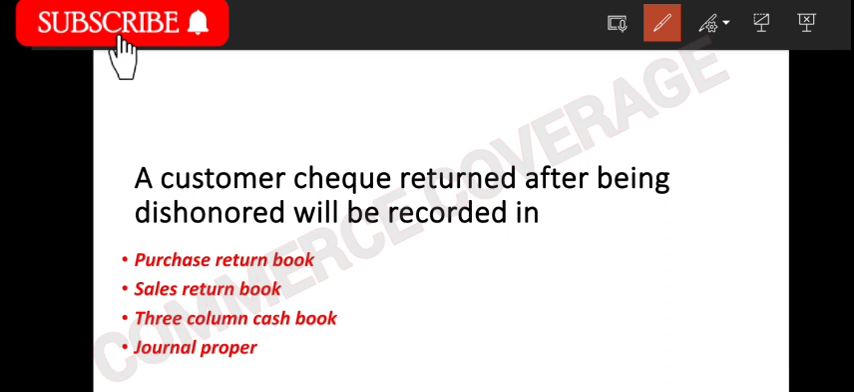 SUBSCRIBE
COMMERCE COVERAGE
A customer cheque returned after being
dishonored will be recorded in
• Purchase return book
• Sales return book
• Three column cash book
• Journal proper